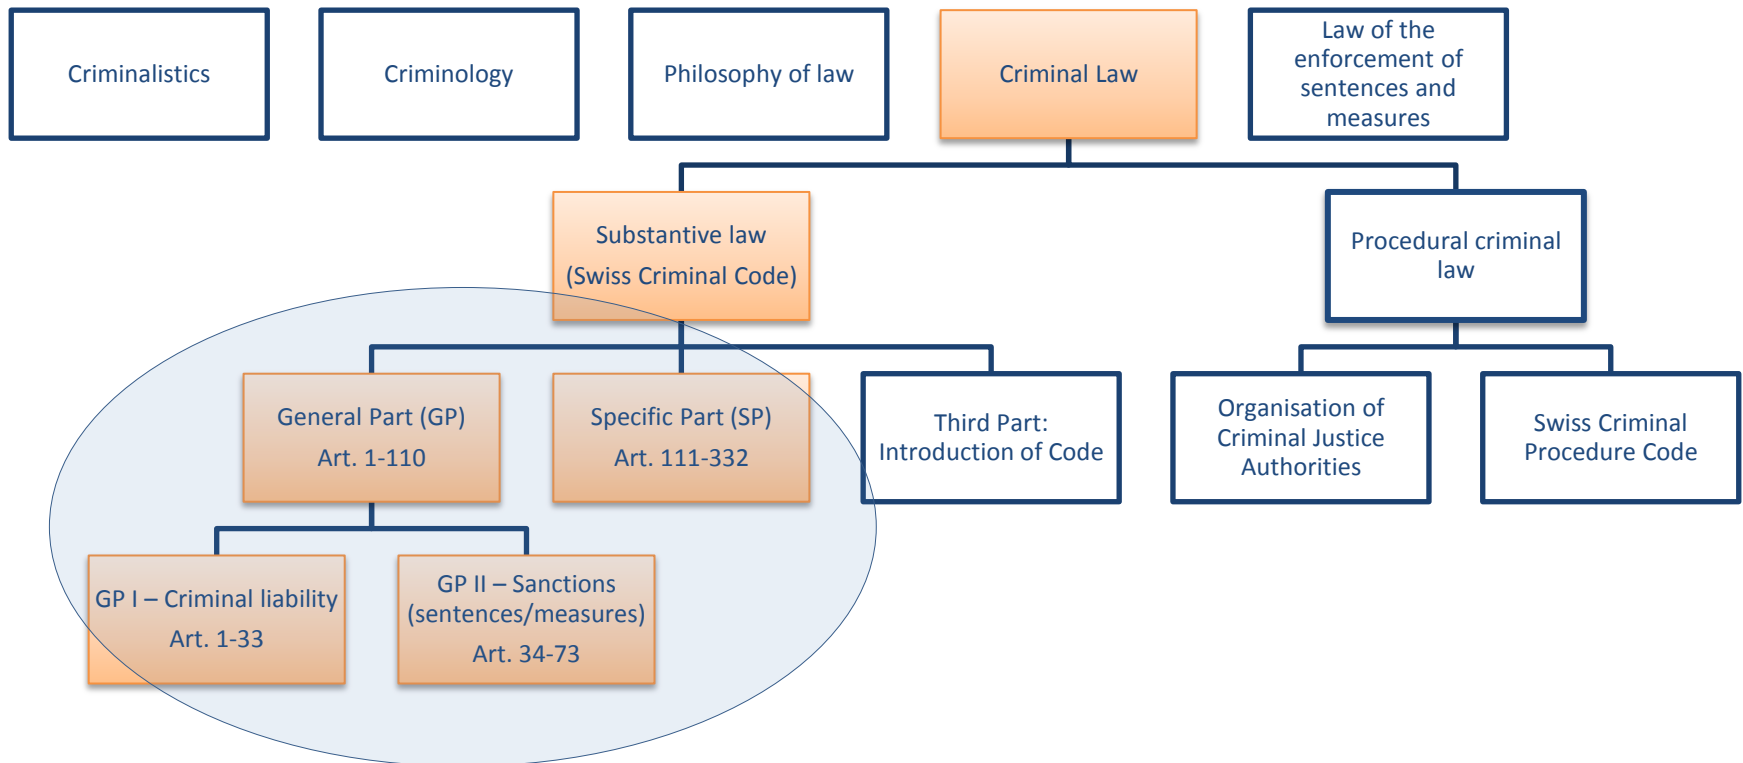 Criminalistics
Criminology
Philosophy of law
Criminal Law
Law of the
enforcement of
sentences and
measures
Substantive law
(Swiss Criminal Code)
Procedural criminal
law
General Part (GP)
Art. 1-110
Specific Part (SP)
Art. 111-332
Third Part:
Introduction of Code
Organisation of
Criminal Justice
Authorities
Swiss Criminal
Procedure Code
GP I – Criminal liability
Art. 1-33
GP II – Sanctions
(sentences/measures)
Art. 34-73